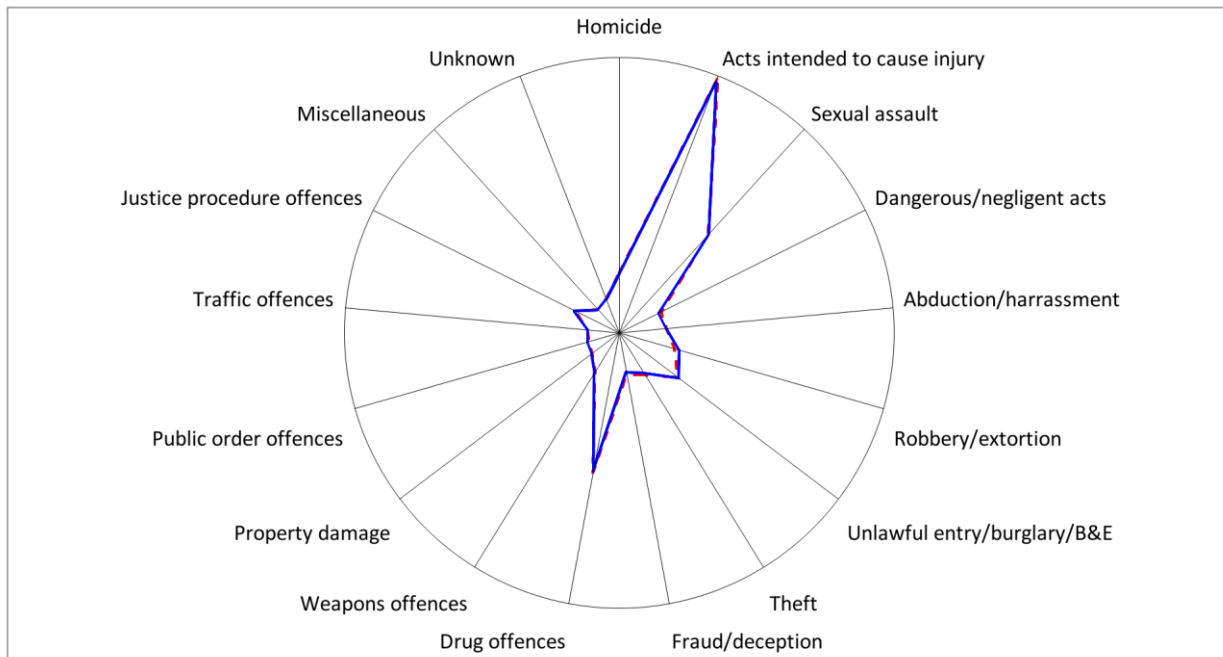 Homicide
Acts intended to cause injury
Sexual assault
Dangerous/negligent acts
Abduction/harrassment
Robbery/extortion
Unlawful entry/burglary/B&E
Theft
Fraud/deception
Drug offences
Weapons offences
Property damage
Public order offences
Traffic offences
Justice procedure offences
Miscellaneous
Unknown